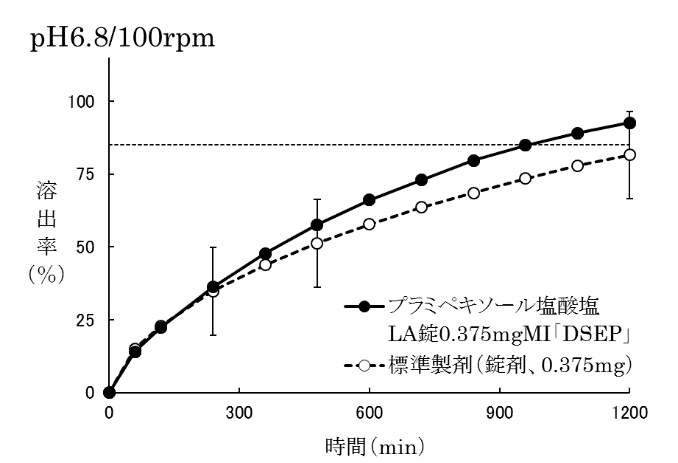 pH6.8/100rpm
100
75
50
25
0
溶出率(%)
0 300 600 900 1200
時間(min)
プラミペキソール塩酸塩
LA錠0.375mgMI「DSEP」
標準製剤(錠剤、0.375mg)